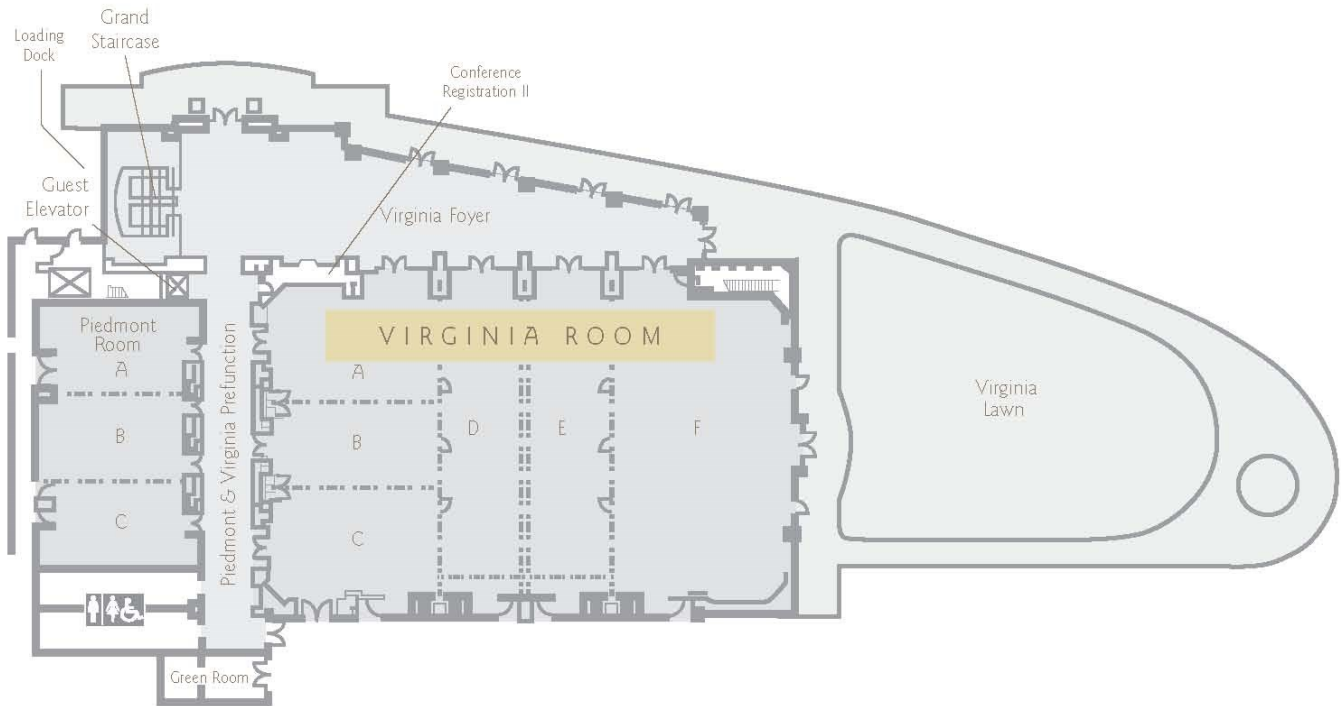 Grand
Staircase
Loading
Dock
Conference
Registration II
Guest
Elevator
Virginia Foyer
VIRGINIA ROOM
Piedmont
Room
A
B
C
Piedmont & Virginia Prefunction
A
B
C
D
E
F
Virginia
Lawn
Green Room